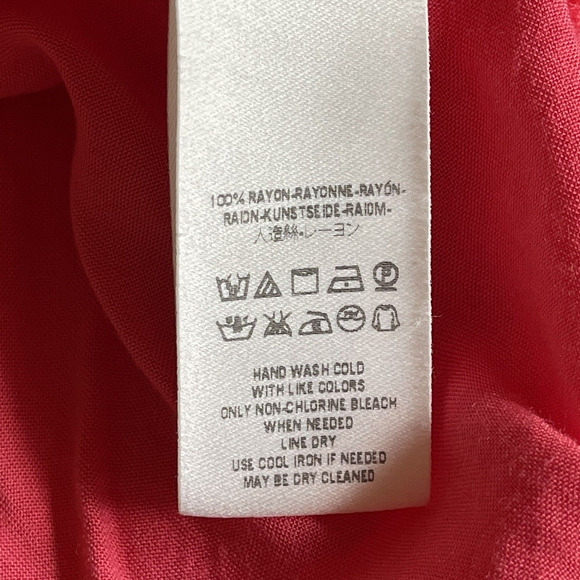 100% RAYON-RAYONNE-RAYÓN-
RAION-KUNSTSEIDE-RAIOM-
人造絲-レーヨン
HAND WASH COLD
WITH LIKE COLORS
ONLY NON-CHLORINE BLEACH
WHEN NEEDED
LINE DRY
USE COOL IRON IF NEEDED
MAY BE DRY CLEANED